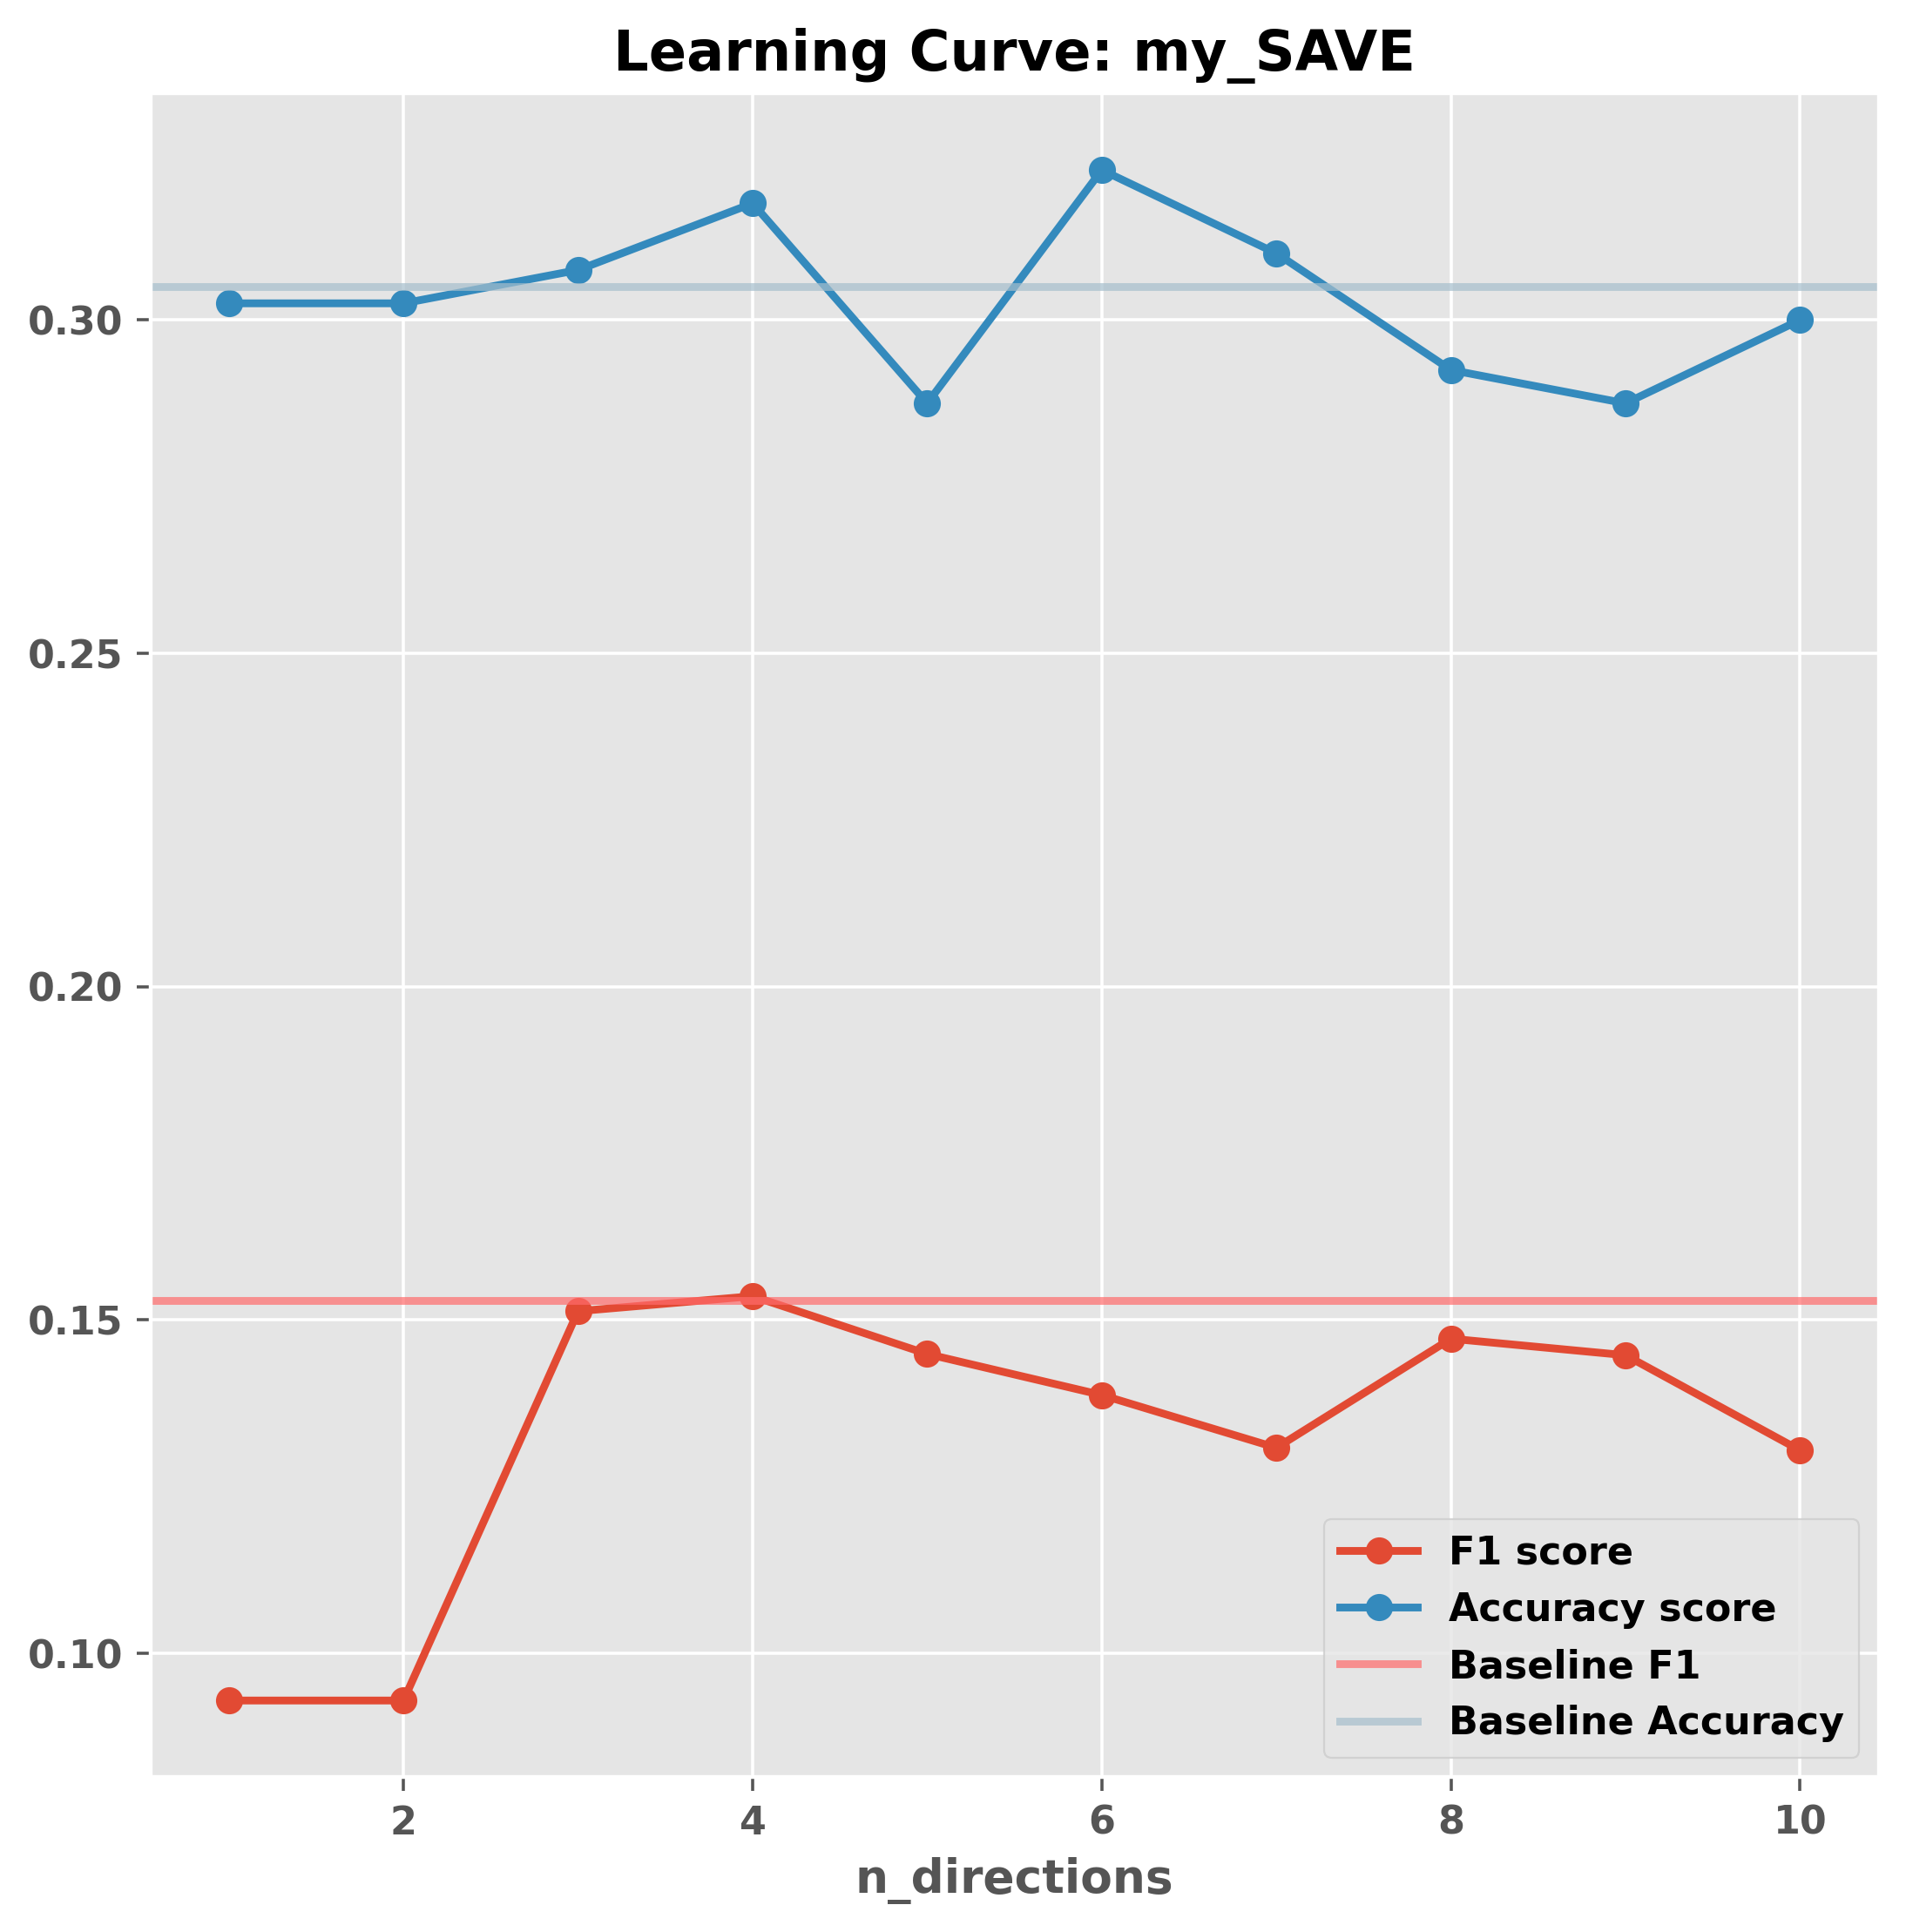 Learning Curve: my_SAVE
0.30
0.25
0.20
0.15
0.10
F1 score
Accuracy score
Baseline F1
Baseline Accuracy
2 4 6 8 10
n_directions